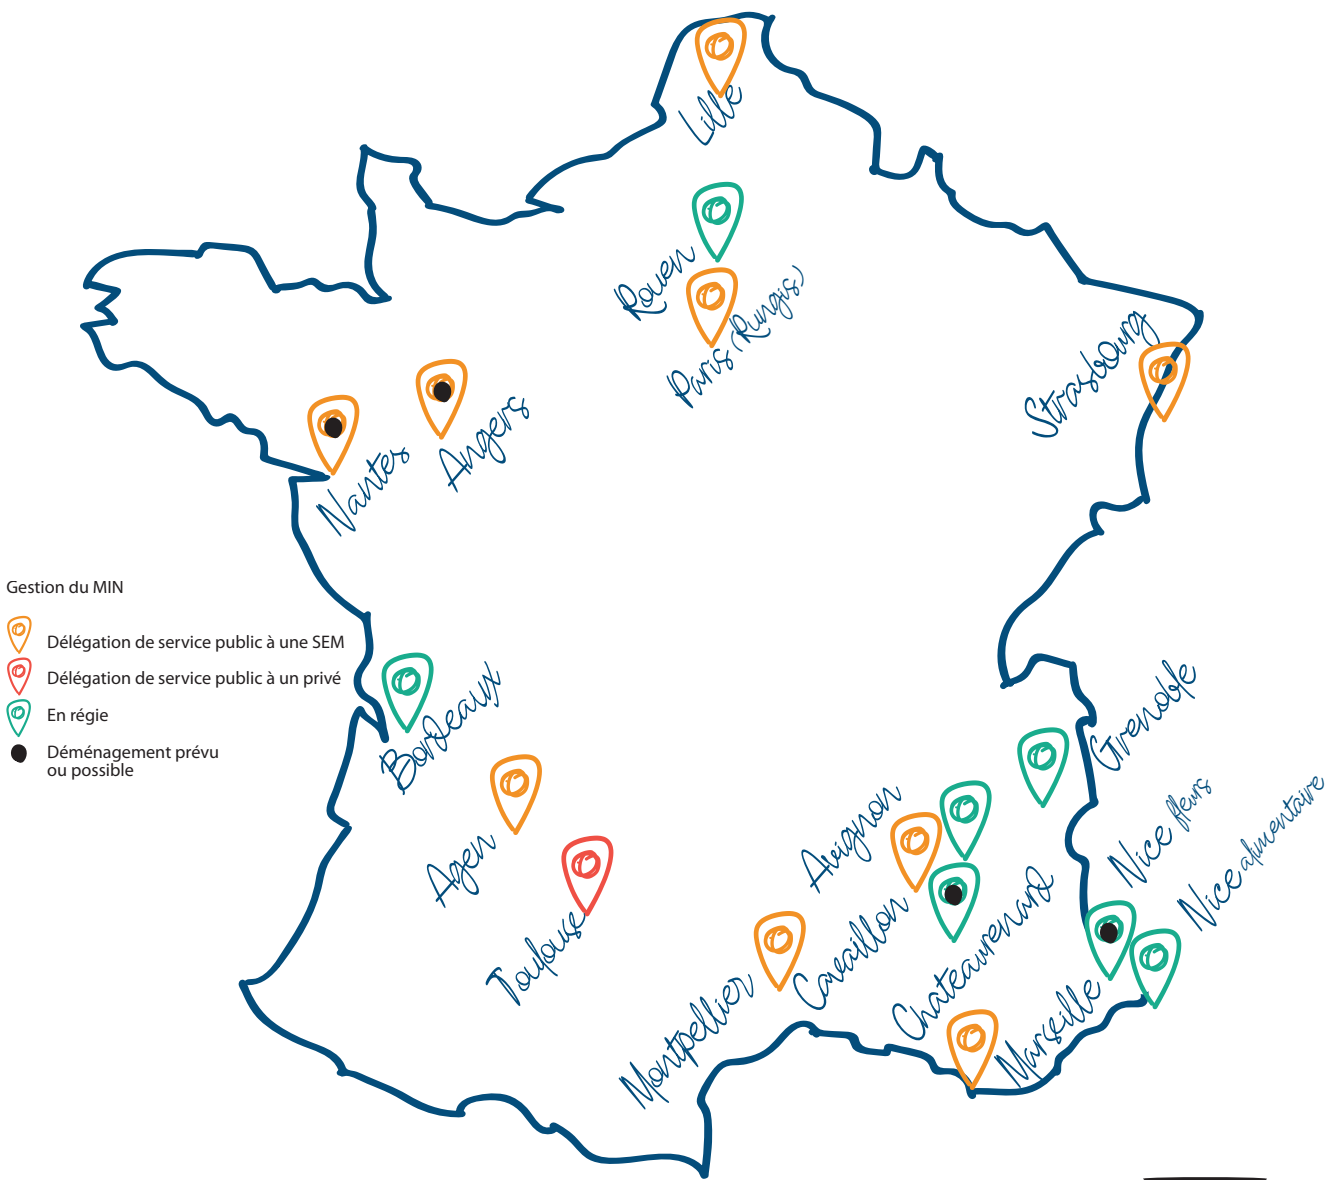 Lille
Rouen
Paris (Rungis)
Strasbourg
Angers
Nantes
Gestion du MIN
Délégation de service public à une SEM
Délégation de service public à un privé
En régie
Déménagement prévu
ou possible
Bordeaux
Grenoble
Agen
Avignon
Nice fleurs
Nice alimentaire
Toulouse
Cavaillon
Chateaurenard
Montpellier
Marseille